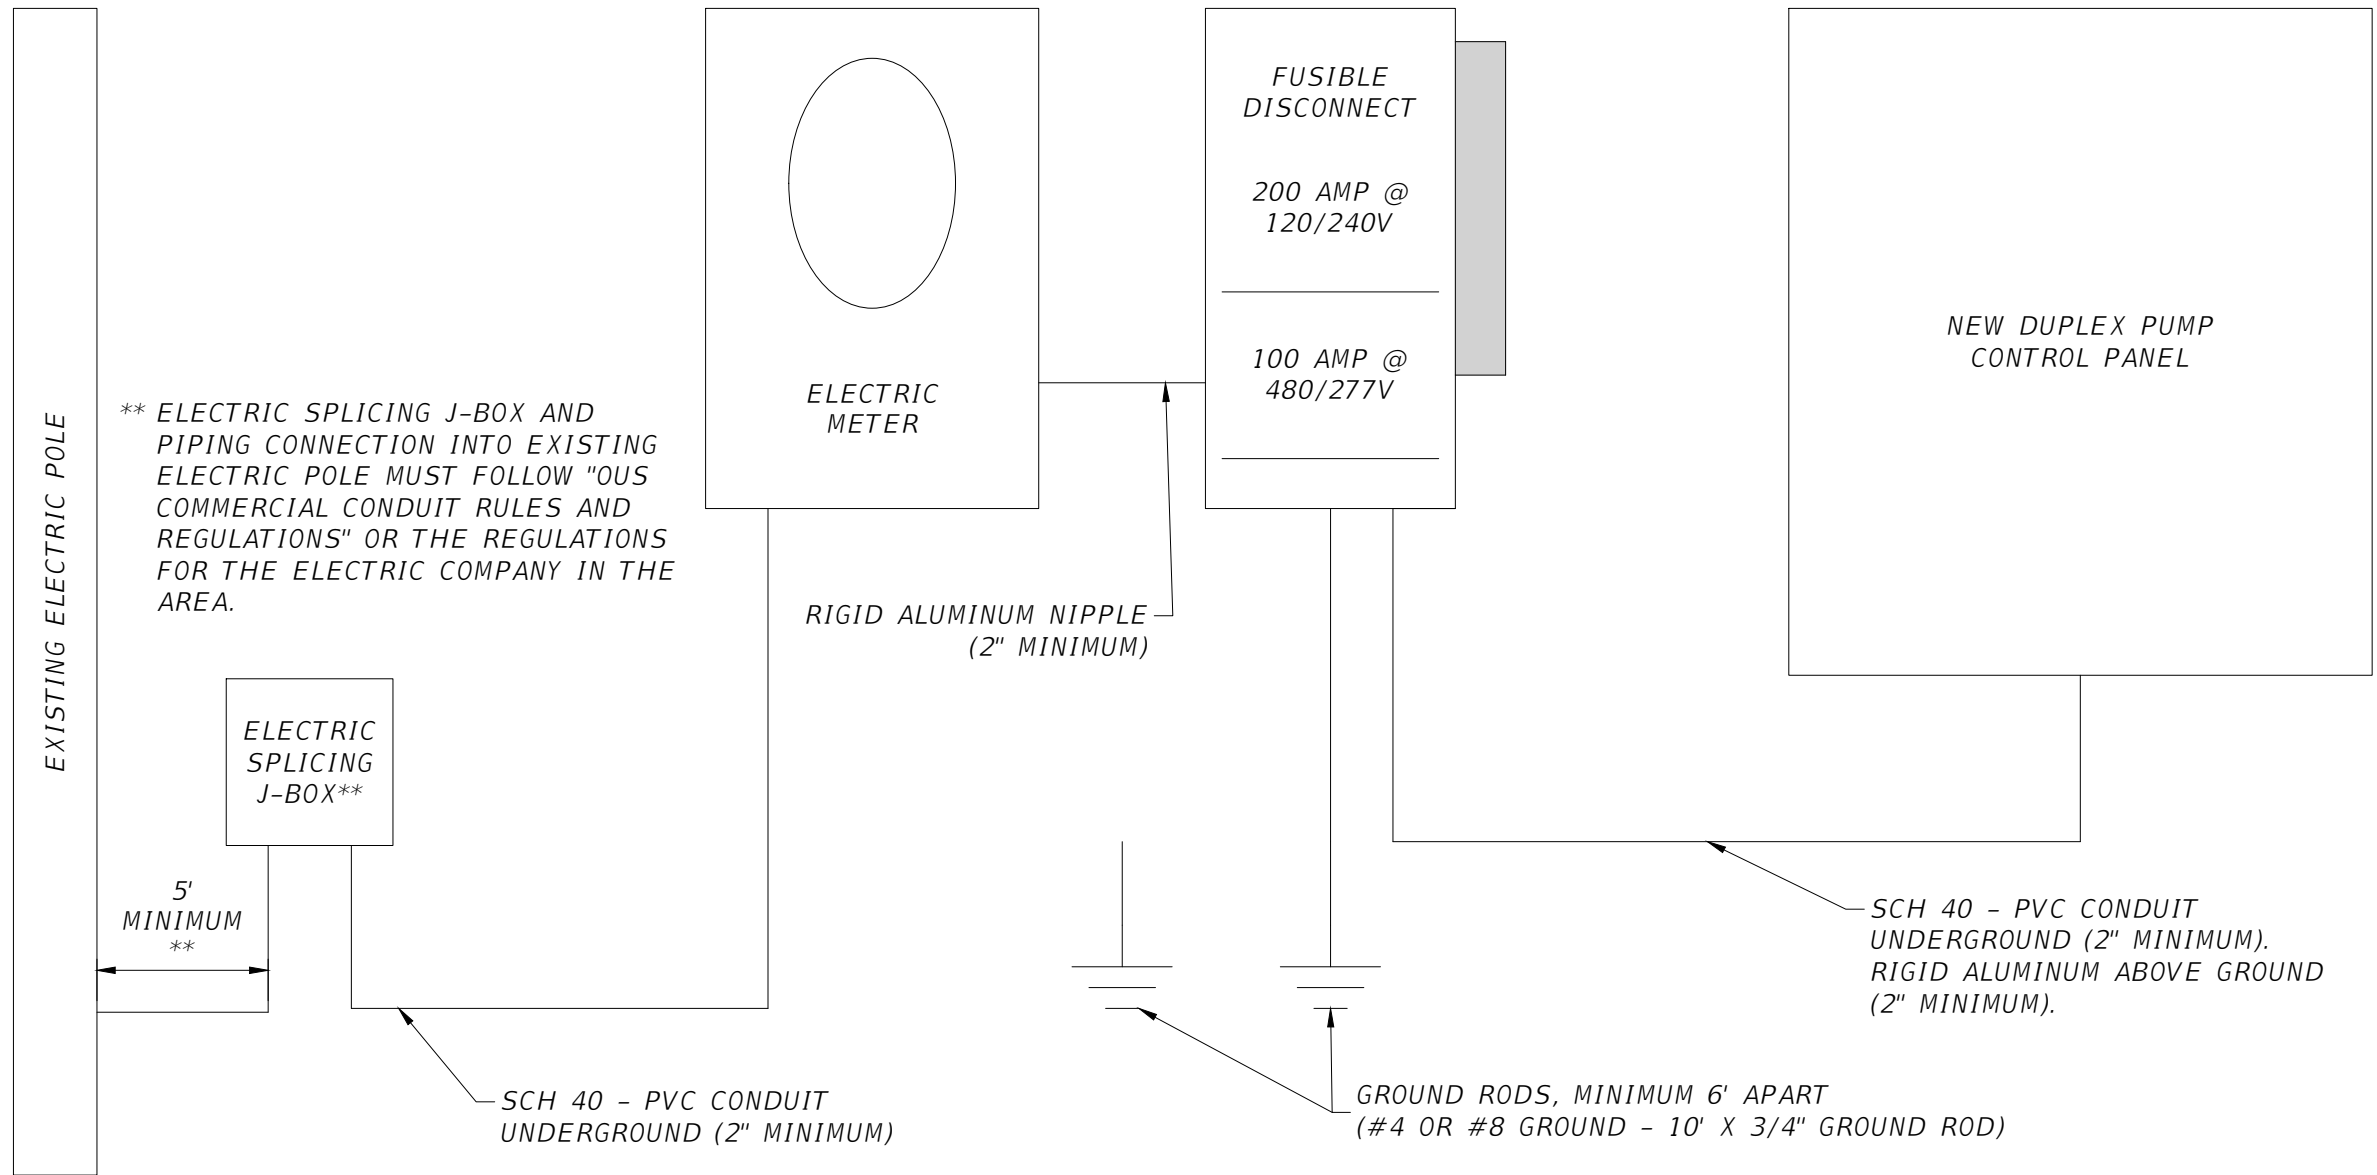 EXISTING ELECTRIC POLE
** ELECTRIC SPLICING J-BOX AND
PIPING CONNECTION INTO EXISTING
ELECTRIC POLE MUST FOLLOW "OUS
COMMERCIAL CONDUIT RULES AND
REGULATIONS" OR THE REGULATIONS
FOR THE ELECTRIC COMPANY IN THE
AREA.
ELECTRIC
SPLICING
J-BOX**
5'
MINIMUM
**
SCH 40 - PVC CONDUIT
UNDERGROUND (2" MINIMUM)
ELECTRIC
METER
RIGID ALUMINUM NIPPLE
(2" MINIMUM)
FUSIBLE
DISCONNECT
200 AMP @
120/240V
100 AMP @
480/277V
GROUND RODS, MINIMUM 6' APART
(#4 OR #8 GROUND - 10' X 3/4" GROUND ROD)
NEW DUPLEX PUMP
CONTROL PANEL
SCH 40 - PVC CONDUIT
UNDERGROUND (2" MINIMUM).
RIGID ALUMINUM ABOVE GROUND
(2" MINIMUM).